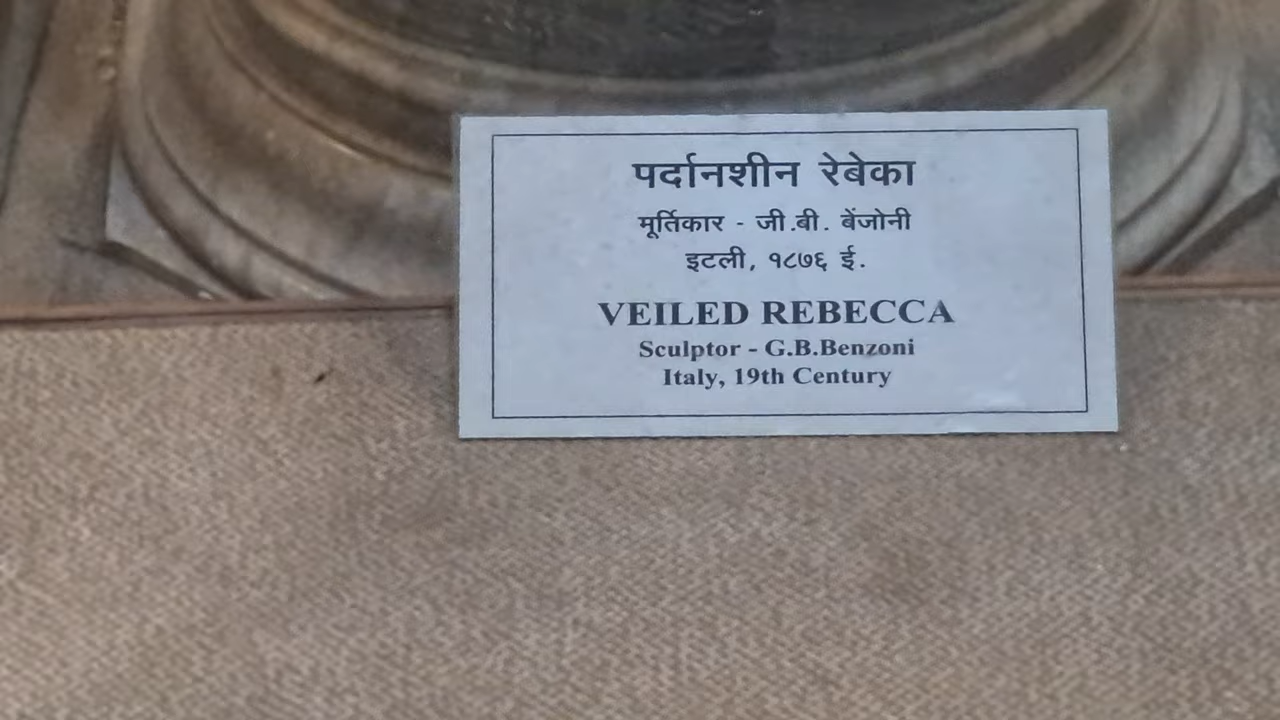 पर्दानशीन रेबेका
मूर्तिकार - जी.बी. बेंजोनी
इटली, १८७६ ई.
VEILED REBECCA
Sculptor - G.B.Benzoni
Italy, 19th Century